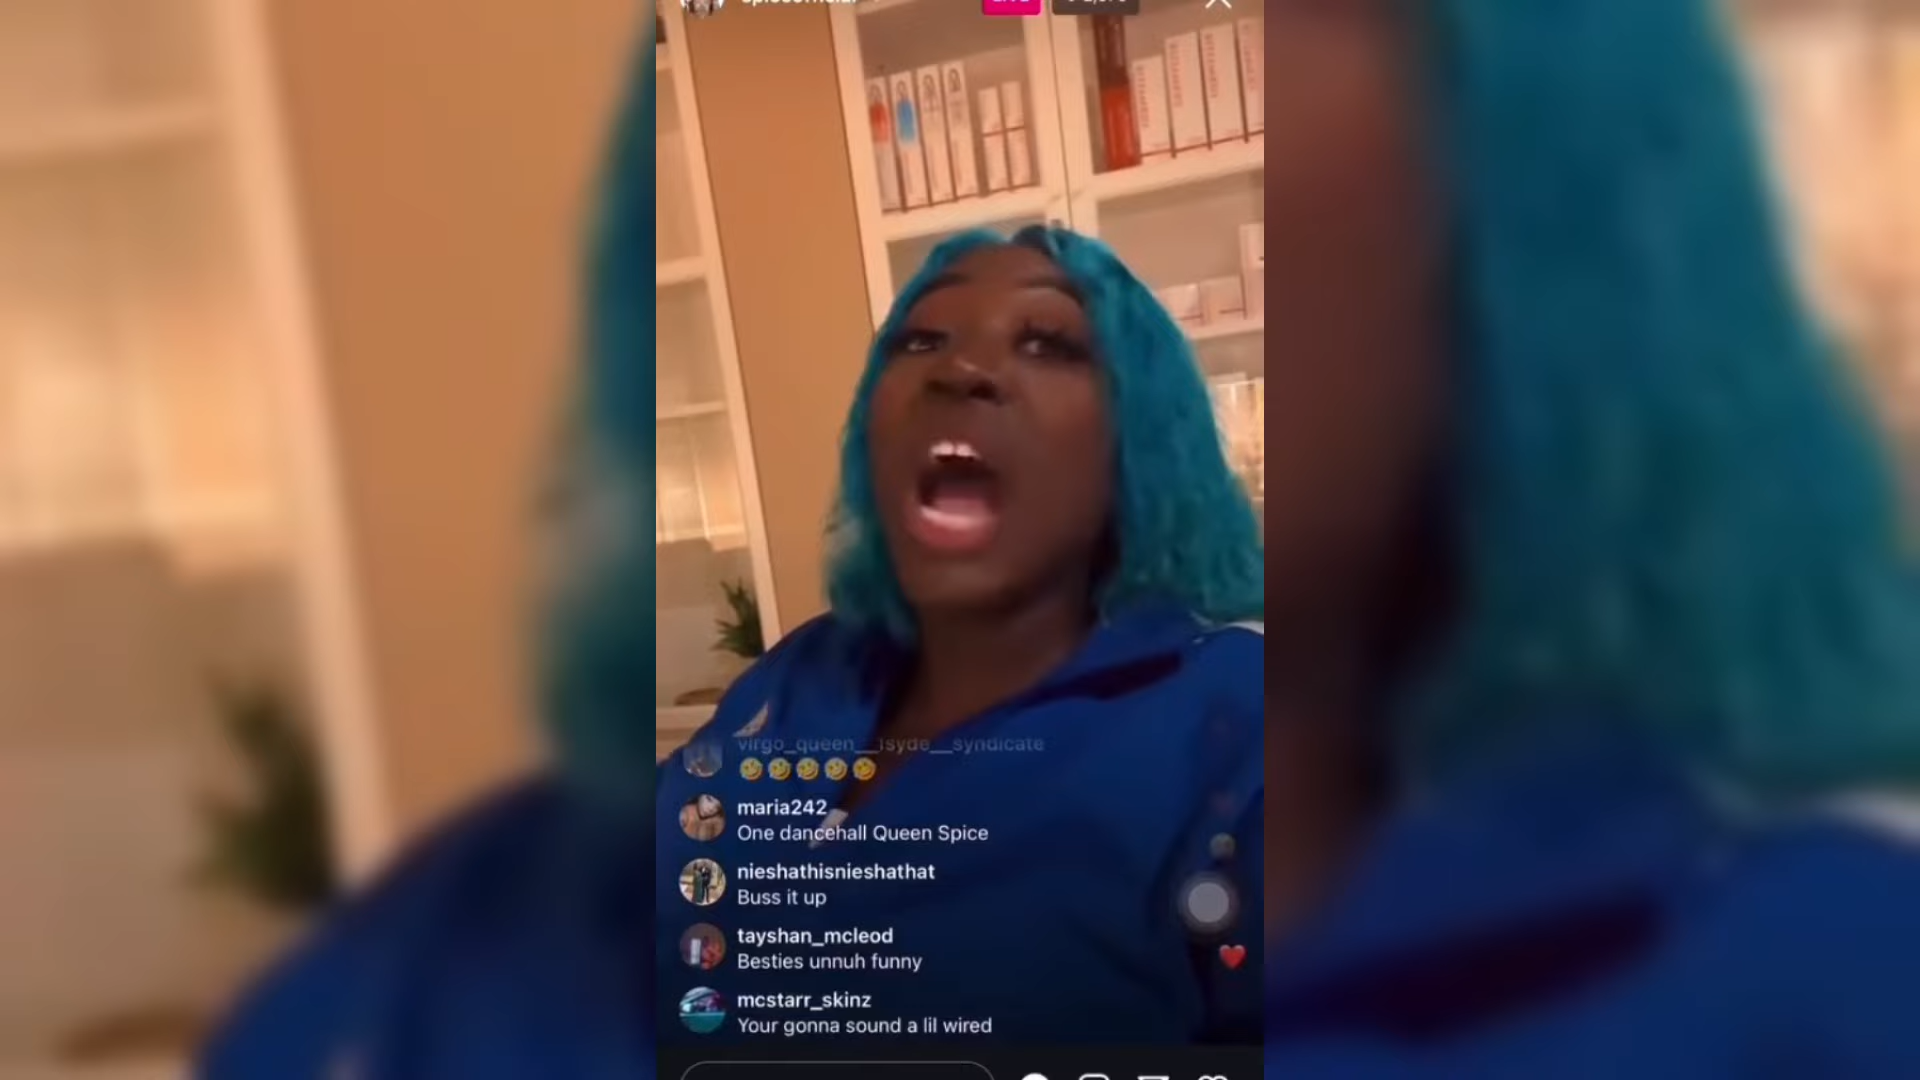 virgo_queen__1syde__syndicate
🤣🤣🤣🤣🤣
maria242
One dancehall Queen Spice
nieshathisnieshathat
Buss it up
tayshan_mcleod
Besties unnuh funny
mcstarr_skinz
Your gonna sound a lil wired